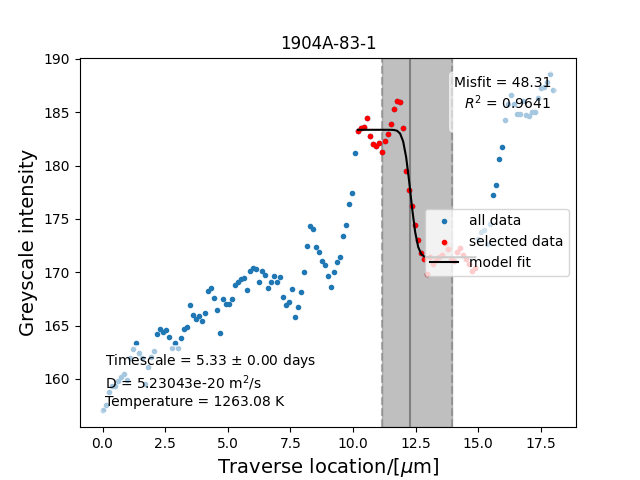 1904A-83-1
Greyscale intensity
190
185
180
175
170
165
160
Misfit = 48.31
R² = 0.9641
all data
selected data
model fit
Timescale = 5.33 ± 0.00 days
D = 5.23043e-20 m²/s
Temperature = 1263.08 K
0.0 2.5 5.0 7.5 10.0 12.5 15.0 17.5
Traverse location/[μm]